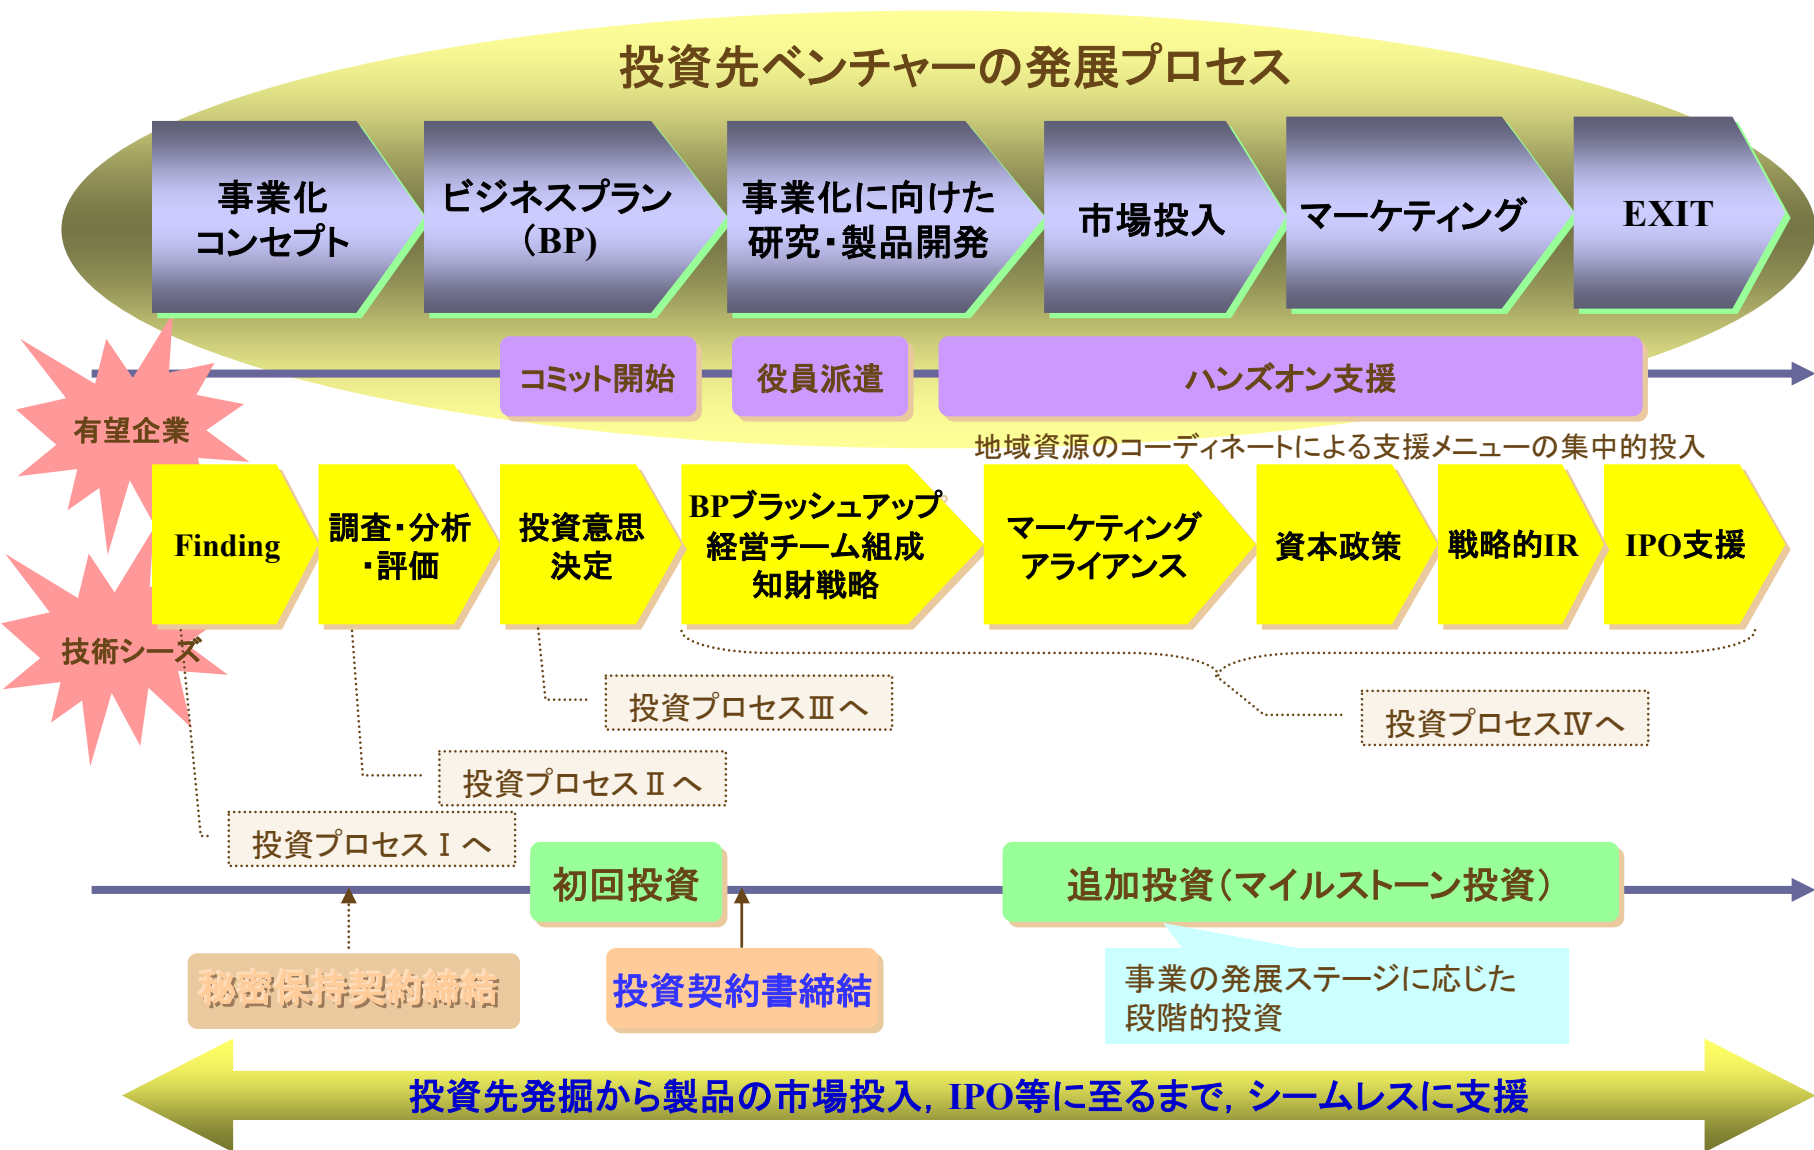 投資先ベンチャーの発展プロセス
事業化
コンセプト
ビジネスプラン
（BP)
事業化に向けた
研究・製品開発
市場投入
マーケティング
EXIT
コミット開始
役員派遣
ハンズオン支援
有望企業
地域資源のコーディネートによる支援メニューの集中的投入
Finding
調査・分析
・評価
投資意思
決定
BPブラッシュアップ
経営チーム組成
知財戦略
マーケティング
アライアンス
資本政策
戦略的IR
IPO支援
技術シーズ
投資プロセスⅢへ
投資プロセスⅣへ
投資プロセスⅡへ
投資プロセスⅠへ
初回投資
追加投資（マイルストーン投資）
秘密保持契約締結
投資契約書締結
事業の発展ステージに応じた
段階的投資
投資先発掘から製品の市場投入，IPO等に至るまで，シームレスに支援